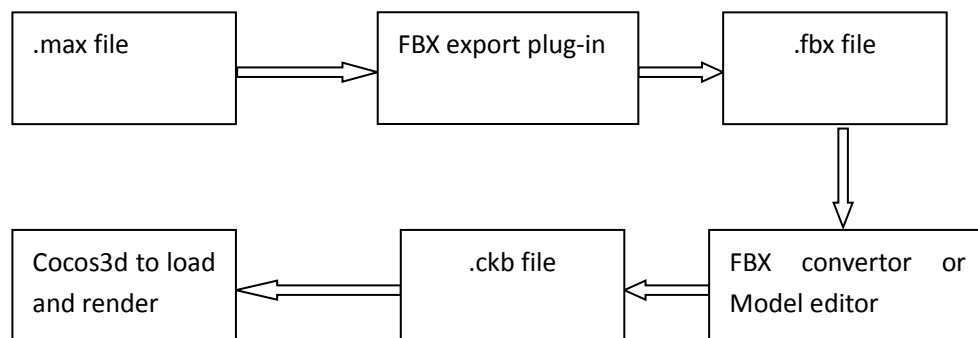 .max file
FBX export plug-in
.fbx file
Cocos3d to load
and render
.ckb file
FBX convertor or
Model editor